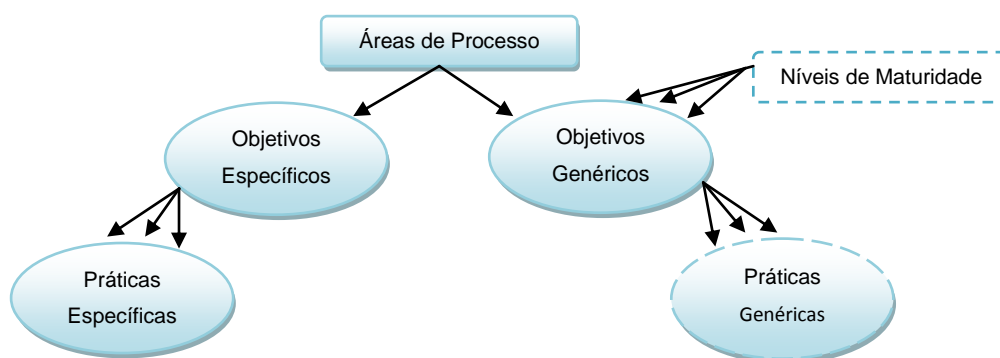 Áreas de Processo
Níveis de Maturidade
Objetivos
Específicos
Objetivos
Genéricos
Práticas
Específicas
Práticas
Genéricas